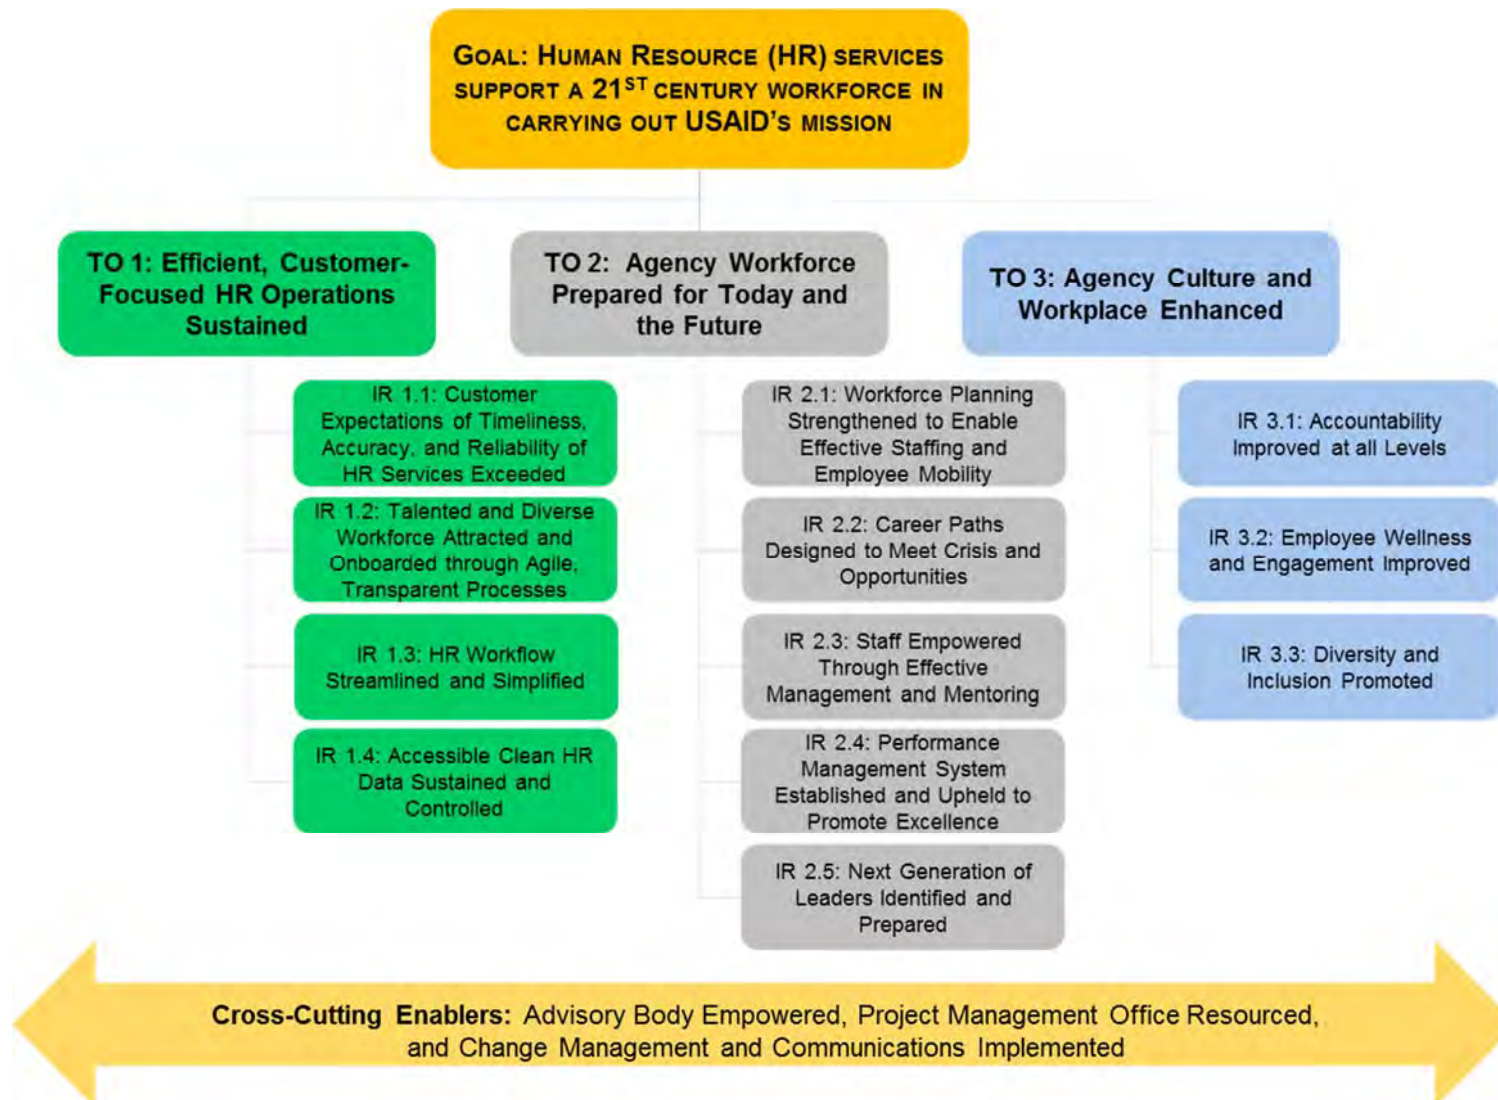 GOAL: HUMAN RESOURCE (HR) SERVICES
SUPPORT A 21ST CENTURY WORKFORCE IN
CARRYING OUT USAID'S MISSION
TO 1: Efficient, Customer-
Focused HR Operations
Sustained
TO 2: Agency Workforce
Prepared for Today and
the Future
TO 3: Agency Culture and
Workplace Enhanced
IR 1.1: Customer
Expectations of Timeliness,
Accuracy, and Reliability of
HR Services Exceeded
IR 1.2: Talented and Diverse
Workforce Attracted and
Onboarded through Agile,
Transparent Processes
IR 1.3: HR Workflow
Streamlined and Simplified
IR 1.4: Accessible Clean HR
Data Sustained and
Controlled
IR 2.1: Workforce Planning
Strengthened to Enable
Effective Staffing and
Employee Mobility
IR 2.2: Career Paths
Designed to Meet Crisis and
Opportunities
IR 2.3: Staff Empowered
Through Effective
Management and Mentoring
IR 2.4: Performance
Management System
Established and Upheld to
Promote Excellence
IR 2.5: Next Generation of
Leaders Identified and
Prepared
IR 3.1: Accountability
Improved at all Levels
IR 3.2: Employee Wellness
and Engagement Improved
IR 3.3: Diversity and
Inclusion Promoted
Cross-Cutting Enablers: Advisory Body Empowered, Project Management Office Resourced,
and Change Management and Communications Implemented